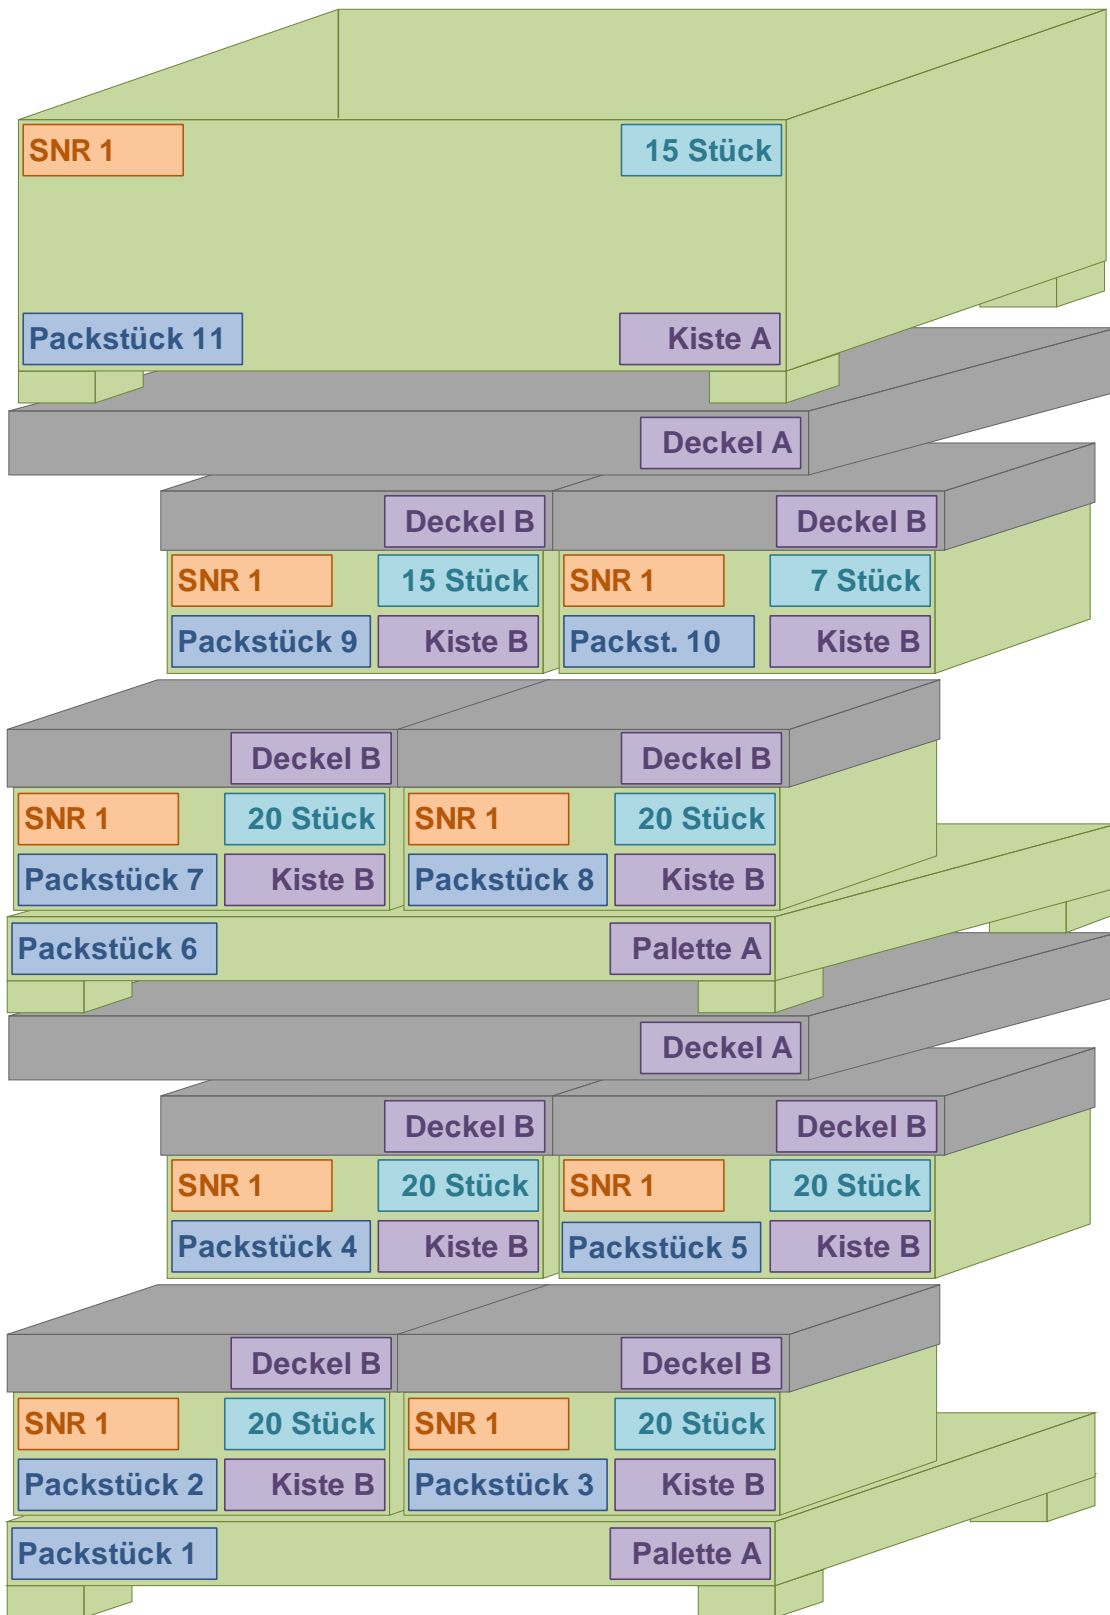 SNR 1 15 Stück
Packstück 11 Kiste A
Deckel A
Deckel B Deckel B
SNR 1 15 Stück SNR 1 7 Stück
Packstück 9 Kiste B Packst. 10 Kiste B
Deckel B Deckel B
SNR 1 20 Stück SNR 1 20 Stück
Packstück 7 Kiste B Packstück 8 Kiste B
Packstück 6 Palette A
Deckel A
Deckel B Deckel B
SNR 1 20 Stück SNR 1 20 Stück
Packstück 4 Kiste B Packstück 5 Kiste B
Deckel B Deckel B
SNR 1 20 Stück SNR 1 20 Stück
Packstück 2 Kiste B Packstück 3 Kiste B
Packstück 1 Palette A